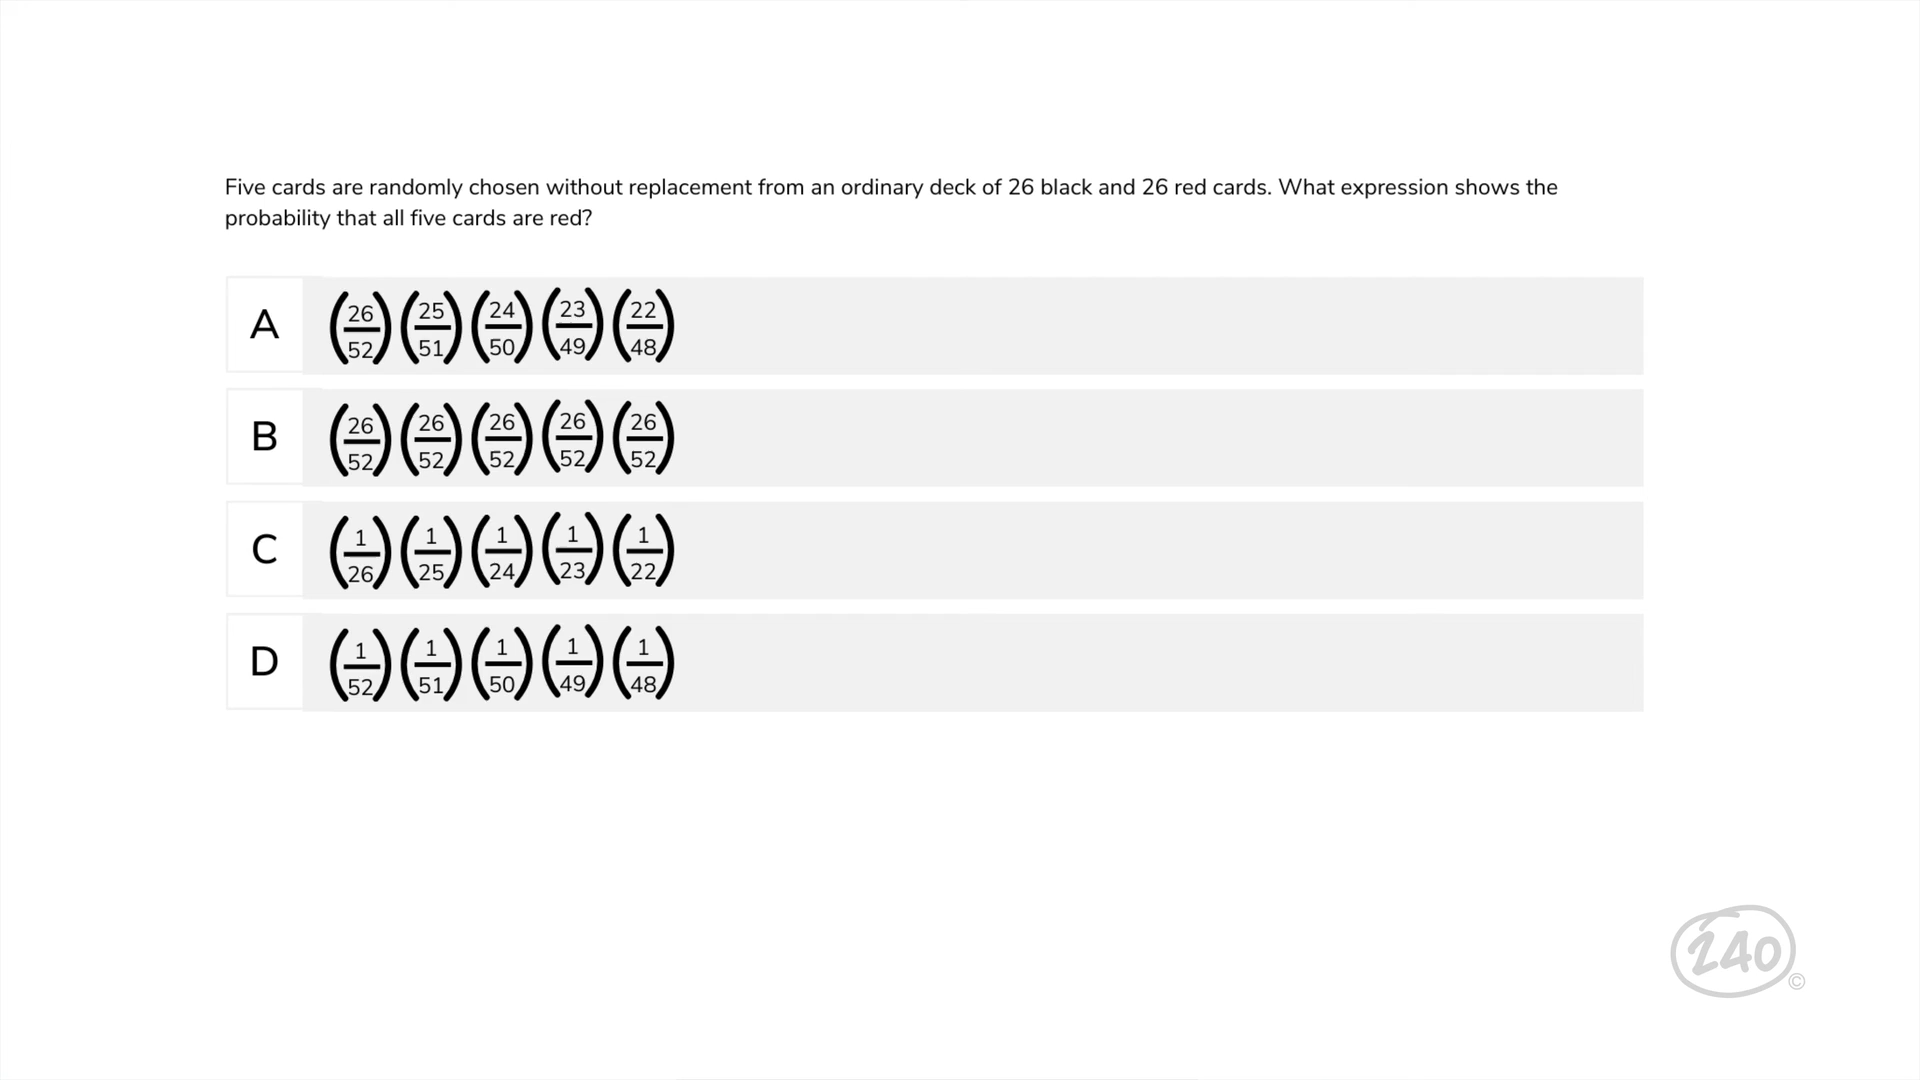 Five cards are randomly chosen without replacement from an ordinary deck of 26 black and 26 red cards. What expression shows the
probability that all five cards are red?
A (26/52)(25/51)(24/50)(23/49)(22/48)
B (26/52)(26/52)(26/52)(26/52)(26/52)
C (1/26)(1/25)(1/24)(1/23)(1/22)
D (1/52)(1/51)(1/50)(1/49)(1/48)
240
©